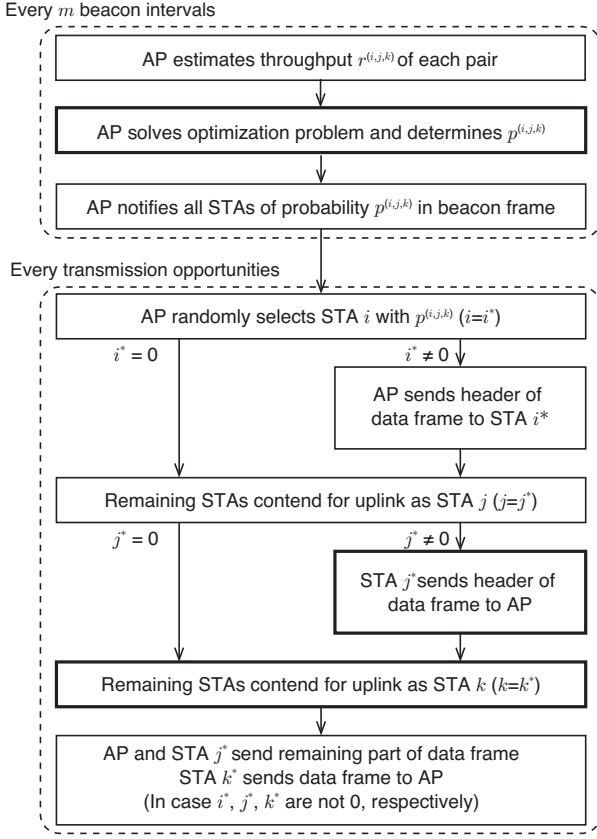 Every m beacon intervals
AP estimates throughput r^(i,j,k) of each pair
AP solves optimization problem and determines p^(i,j,k)
AP notifies all STAs of probability p^(i,j,k) in beacon frame
Every transmission opportunities
AP randomly selects STA i with p^(i,j,k) (i=i*)
i* = 0
i* ≠ 0
AP sends header of
data frame to STA i*
Remaining STAs contend for uplink as STA j (j=j*)
j* = 0
j* ≠ 0
STA j* sends header of
data frame to AP
Remaining STAs contend for uplink as STA k (k=k*)
AP and STA j* send remaining part of data frame
STA k* sends data frame to AP
(In case i*, j*, k* are not 0, respectively)